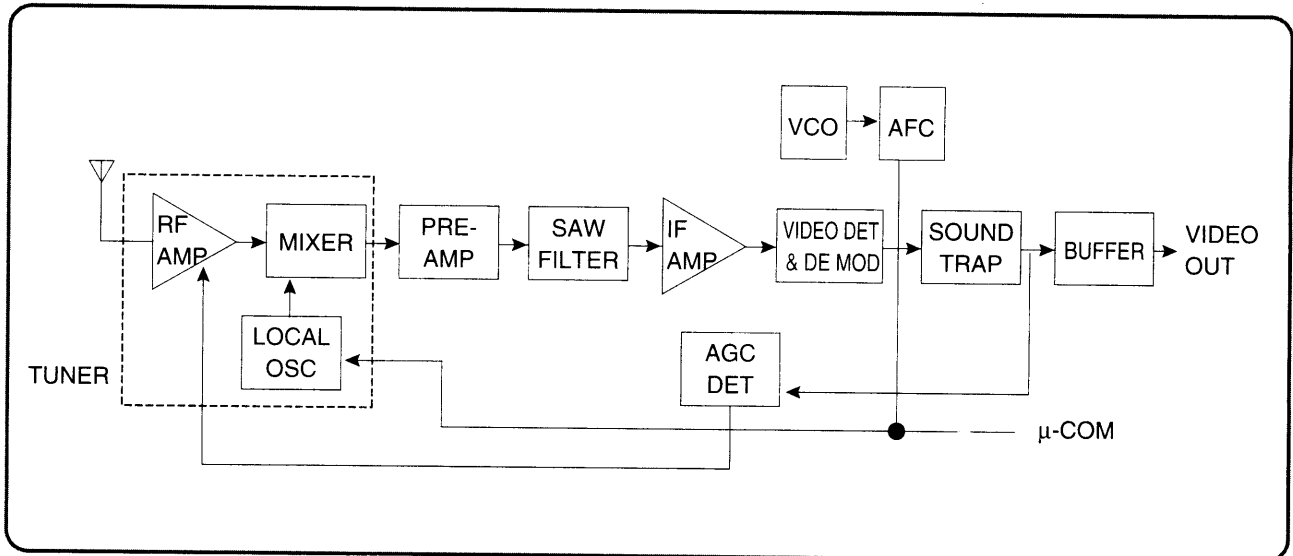 VCO
AFC
RF
AMP
MIXER
PRE-
AMP
SAW
FILTER
IF
AMP
VIDEO DET
& DE MOD
SOUND
TRAP
BUFFER
VIDEO
OUT
LOCAL
OSC
TUNER
AGC
DET
μ-COM